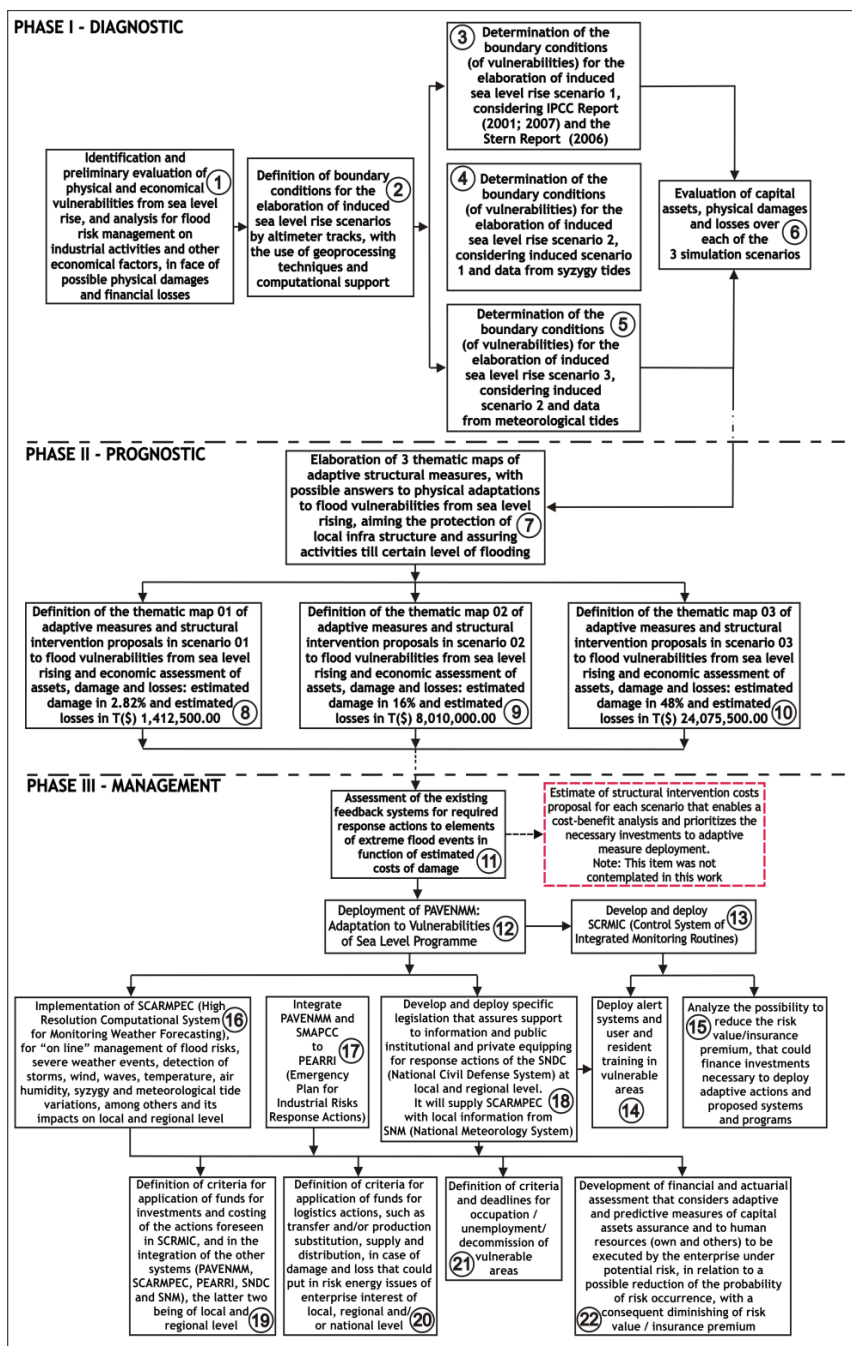 PHASE I - DIAGNOSTIC
Identification and
preliminary evaluation of
physical and economical
vulnerabilities from sea level
rise, and analysis for flood
risk management on
industrial activities and other
economical factors, in face of
possible physical damages
and financial losses
1
Definition of boundary
conditions for the
elaboration of induced
sea level rise scenarios
by altimeter tracks, with
the use of geoprocessing
techniques and
computational support
2
3
Determination of the
boundary conditions
(of vulnerabilities) for the
elaboration of induced
sea level rise scenario 1,
considering IPCC Report
(2001; 2007) and the
Stern Report (2006)
4
Determination of the
boundary conditions
(of vulnerabilities) for the
elaboration of induced
sea level rise scenario 2,
considering induced scenario
1 and data from syzygy tides
Determination of the
boundary conditions
(of vulnerabilities) for the
elaboration of induced
sea level rise scenario 3,
considering induced
scenario 2 and data
from meteorological tides
5
Evaluation of capital
assets, physical damages
and losses over
each of the
3 simulation scenarios
6
PHASE II - PROGNOSTIC
Elaboration of 3 thematic maps of
adaptive structural measures, with
possible answers to physical adaptations
to flood vulnerabilities from sea level
rising, aiming the protection of
local infra structure and assuring
activities till certain level of flooding
7
Definition of the thematic map 01 of
adaptive measures and structural
intervention proposals in scenario 01
to flood vulnerabilities from sea level
rising and economic assessment of
assets, damage and losses: estimated
damage in 2.82% and estimated
losses in T($) 1,412,500.00
8
Definition of the thematic map 02 of
adaptive measures and structural
intervention proposals in scenario 02
to flood vulnerabilities from sea level
rising and economic assessment of
assets, damage and losses: estimated
damage in 16% and estimated
losses in T($) 8,010,000.00
9
Definition of the thematic map 03 of
adaptive measures and structural
intervention proposals in scenario 03
to flood vulnerabilities from sea level
rising and economic assessment of
assets, damage and losses: estimated
damage in 48% and estimated
losses in T($) 24,075,500.00
10
PHASE III - MANAGEMENT
Assessment of the existing
feedback systems for required
response actions to elements
of extreme flood events in
function of estimated
costs of damage
11
Estimate of structural intervention costs
proposal for each scenario that enables a
cost-benefit analysis and prioritizes the
necessary investments to adaptive
measure deployment.
Note: This item was not
contemplated in this work
Deployment of PAVENMM:
Adaptation to Vulnerabilities
of Sea Level Programme
12
Develop and deploy
SCRMIC (Control System of
Integrated Monitoring Routines)
13
Implementation of SCARMPEC (High
Resolution Computational System
for Monitoring Weather Forecasting),
for "on line" management of flood risks,
severe weather events, detection of
storms, wind, waves, temperature, air
humidity, syzygy and meteorological tide
variations, among others and its
impacts on local and regional level
16
Integrate
PAVENMM and
SMAPCC
to
PEARRI
(Emergency
Plan for
Industrial Risks
Response Actions)
17
Develop and deploy specific
legislation that assures support
to information and public
institutional and private equipping
for response actions of the SNDC
(National Civil Defense System) at
local and regional level.
It will supply SCARMPEC
with local information from
SNM (National Meteorology System)
18
Deploy alert
systems and
user and
resident
training in
vulnerable
areas
14
Analyze the possibility to
reduce the risk
value/insurance
premium, that could
finance investments
necessary to deploy
adaptive actions and
proposed systems
and programs
15
Definition of criteria for
application of funds for
investments and costing
of the actions foreseen
in SCRMIC, and in the
integration of the other
systems (PAVENMM,
SCARMPEC, PEARRI, SNDC
and SNM), the latter two
being of local and
regional level
19
Definition of criteria for
application of funds for
logistics actions, such as
transfer and/or production
substitution, supply and
distribution, in case of
damage and loss that could
put in risk energy issues of
enterprise interest of
local, regional and/
or national level
20
Definition of criteria
and deadlines for
occupation /
unemployment/
decommission of
vulnerable
areas
21
Development of financial and actuarial
assessment that considers adaptive
and predictive measures of capital
assets assurance and to human
resources (own and others) to be
executed by the enterprise under
potential risk, in relation to a
possible reduction of the probability
of risk occurrence, with a
consequent diminishing of risk
value / insurance premium
22